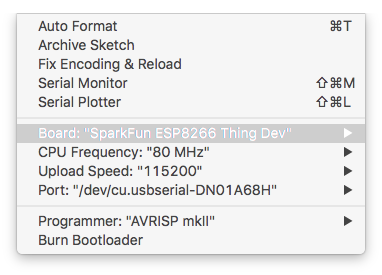 Auto Format ⌘T
Archive Sketch
Fix Encoding & Reload
Serial Monitor ⇧⌘M
Serial Plotter ⇧⌘L
Board: "SparkFun ESP8266 Thing Dev" ▶
CPU Frequency: "80 MHz" ▶
Upload Speed: "115200" ▶
Port: "/dev/cu.usbserial-DN01A68H" ▶
Programmer: "AVRISP mkII" ▶
Burn Bootloader